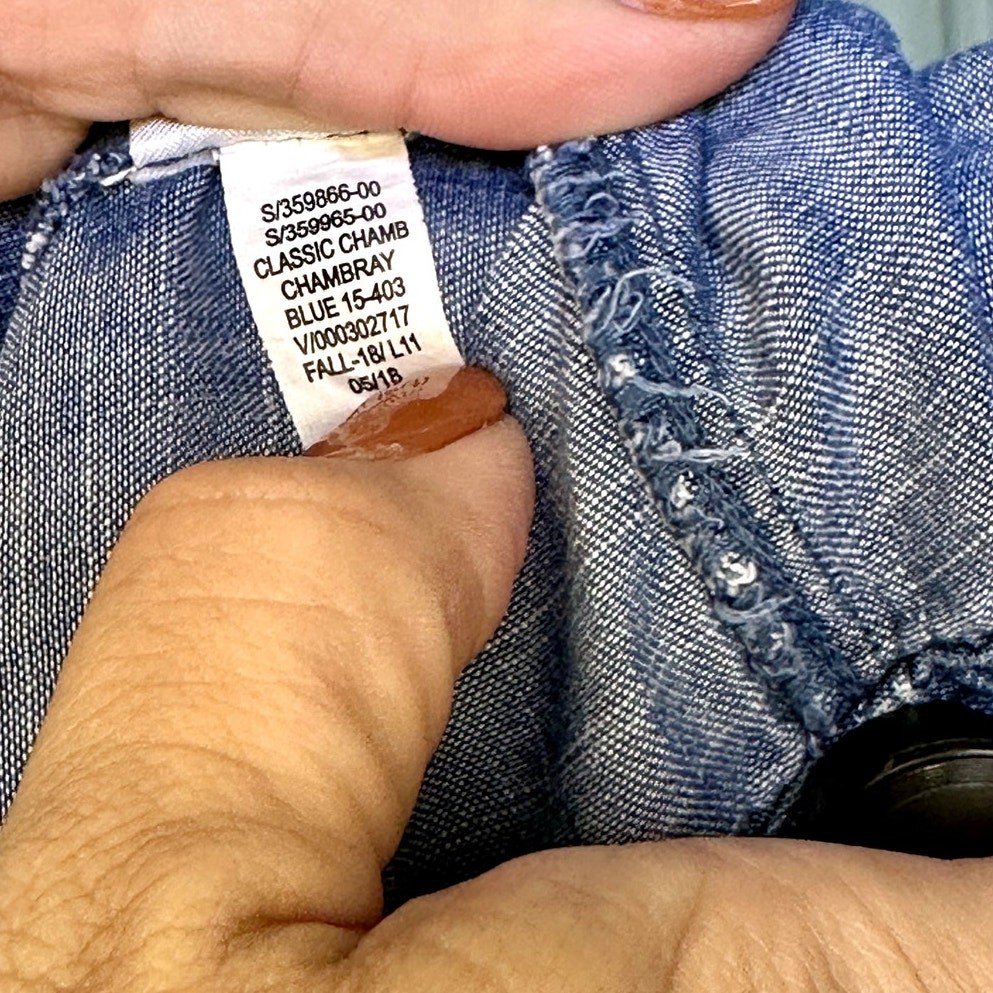 S/359866-00
S/359965-00
CLASSIC CHAMB
CHAMBRAY
BLUE 15-403
V/000302717
FALL-18/ L11
05/18